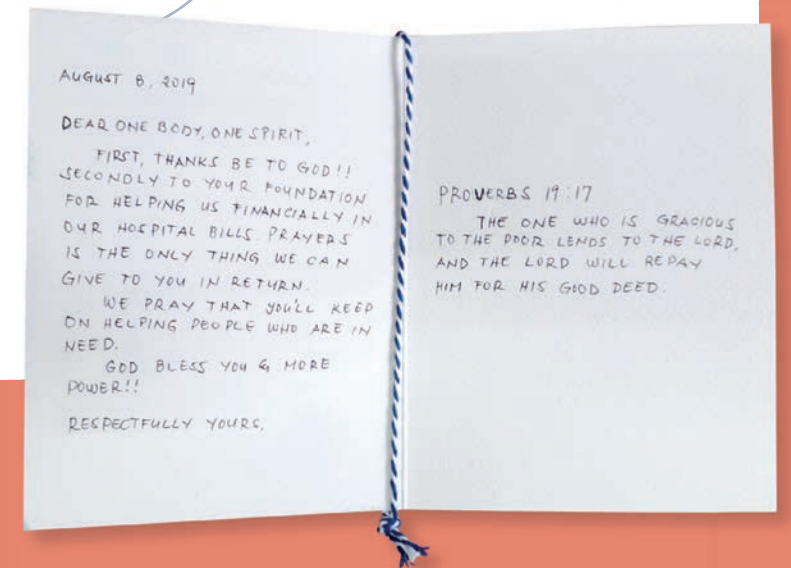 AUGUST 8, 2019
DEAR ONE BODY, ONE SPIRIT,
FIRST, THANKS BE TO GOD!!
SECONDLY TO YOUR FOUNDATION
FOR HELPING US FINANCIALLY IN
OUR HOSPITAL BILLS. PRAYERS
IS THE ONLY THING WE CAN
GIVE TO YOU IN RETURN.
WE PRAY THAT YOU'LL KEEP
ON HELPING PEOPLE WHO ARE IN
NEED.
GOD BLESS YOU & MORE
POWER!!
RESPECTFULLY YOURS,
PROVERBS 19:17
THE ONE WHO IS GRACIOUS
TO THE POOR LENDS TO THE LORD,
AND THE LORD WILL REPAY
HIM FOR HIS GOOD DEED.